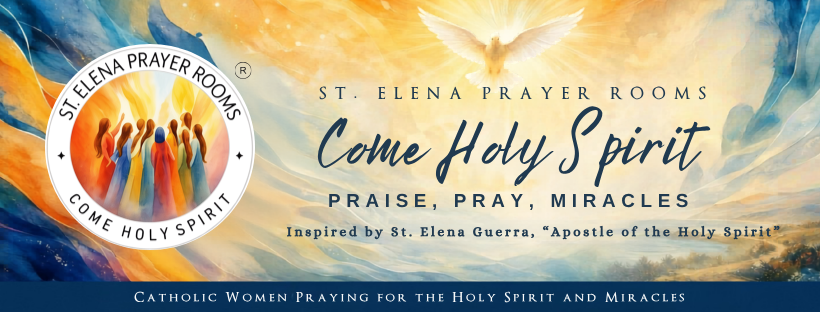 ST. ELENA PRAYER ROOMS
®
COME HOLY SPIRIT
ST. ELENA PRAYER ROOMS
Come Holy Spirit
PRAISE, PRAY, MIRACLES
Inspired by St. Elena Guerra, “Apostle of the Holy Spirit”
Catholic Women Praying for the Holy Spirit and Miracles